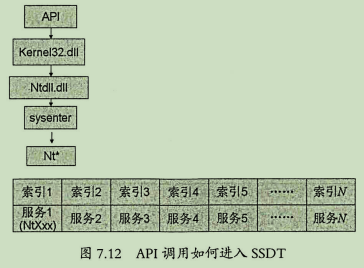 API
Kernel32.dll
Ntdll.dll
sysenter
Nt*
索引1 索引2 索引3 索引4 索引5 …… 索引N
服务1 (NtXxx) 服务2 服务3 服务4 服务5 …… 服务N
图 7.12 API 调用如何进入 SSDT